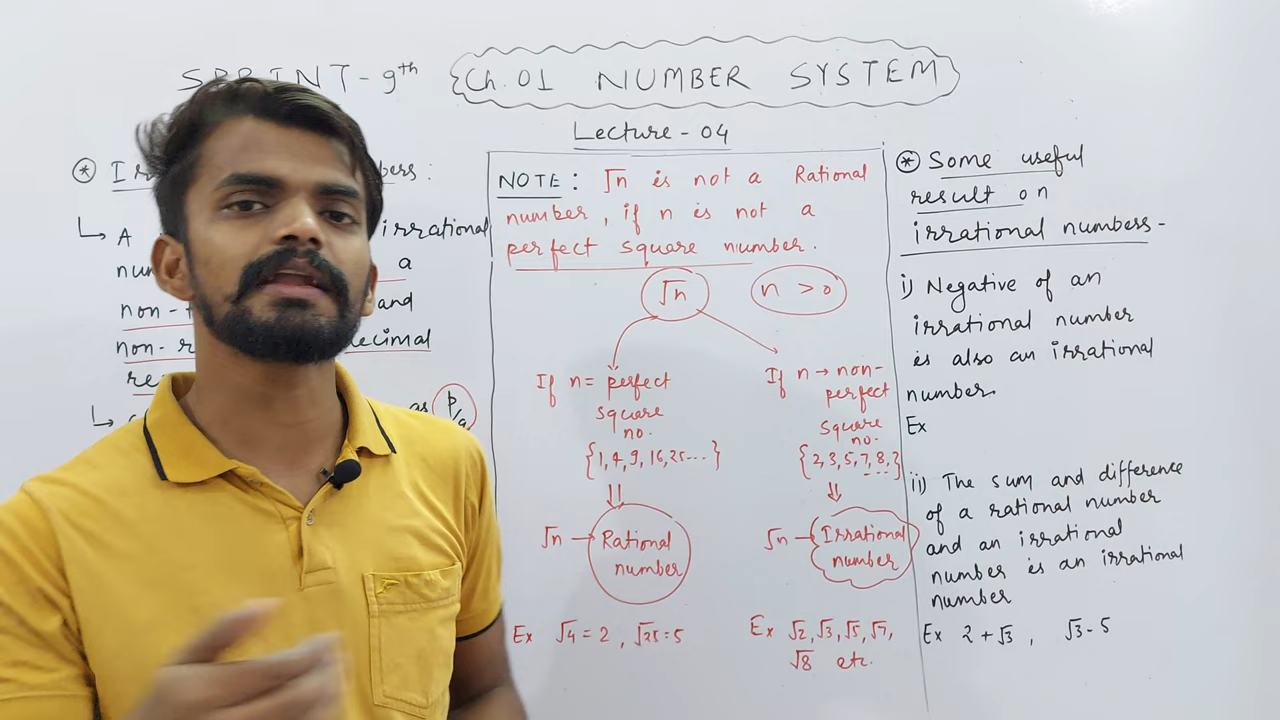 SPRINT - 9th
Ch. 01 NUMBER SYSTEM
Lecture - 04
* I bers :
↳ A irrational
num a
non - and
non - r ecimal
re
↳ as p/q
NOTE : √n is not a Rational
number, if n is not a
perfect square number.
√n n > 0
If n = perfect
square
no.
{1, 4, 9, 16, 25 ---}
⇓
√n → Rational
number
Ex √4 = 2 , √25 = 5
If n → non-
perfect
square
no.
{2, 3, 5, 7, 8, ---}
⇓
√n → Irrational
number
Ex √2, √3, √5, √7,
√8 etc.
* Some useful
result on
irrational numbers -
i) Negative of an
irrational number
is also an irrational
number.
Ex
ii) The sum and difference
of a rational number
and an irrational
number is an irrational
number
Ex 2 + √3 , √3 - 5